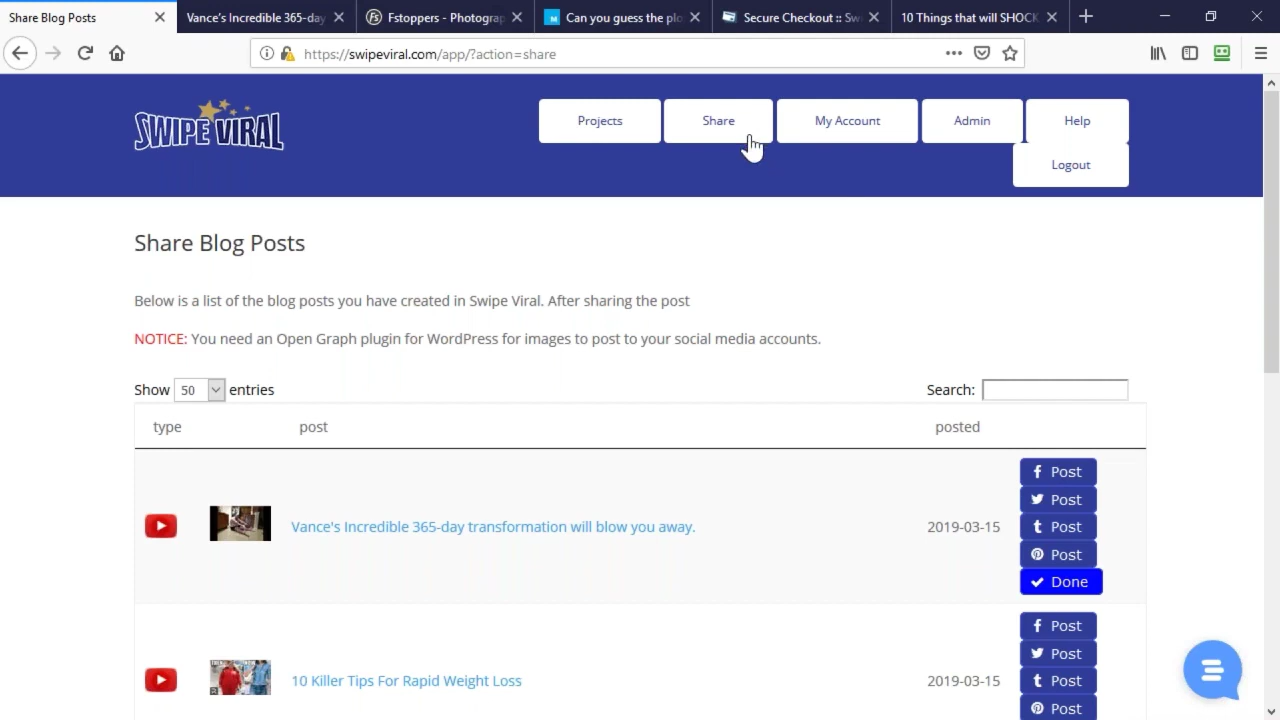 Share Blog Posts
Vance's Incredible 365-day
Fstoppers - Photograp
Can you guess the plo
Secure Checkout :: Sw
10 Things that will SHOCK
https://swipeviral.com/app/?action=share
SWIPE VIRAL
Projects
Share
My Account
Admin
Help
Logout
Share Blog Posts
Below is a list of the blog posts you have created in Swipe Viral. After sharing the post
NOTICE: You need an Open Graph plugin for WordPress for images to post to your social media accounts.
Show 50 entries
Search:
type post posted
Post
Post
Vance's Incredible 365-day transformation will blow you away. 2019-03-15 Post
Post
Done
Post
Post
10 Killer Tips For Rapid Weight Loss 2019-03-15 Post
Post